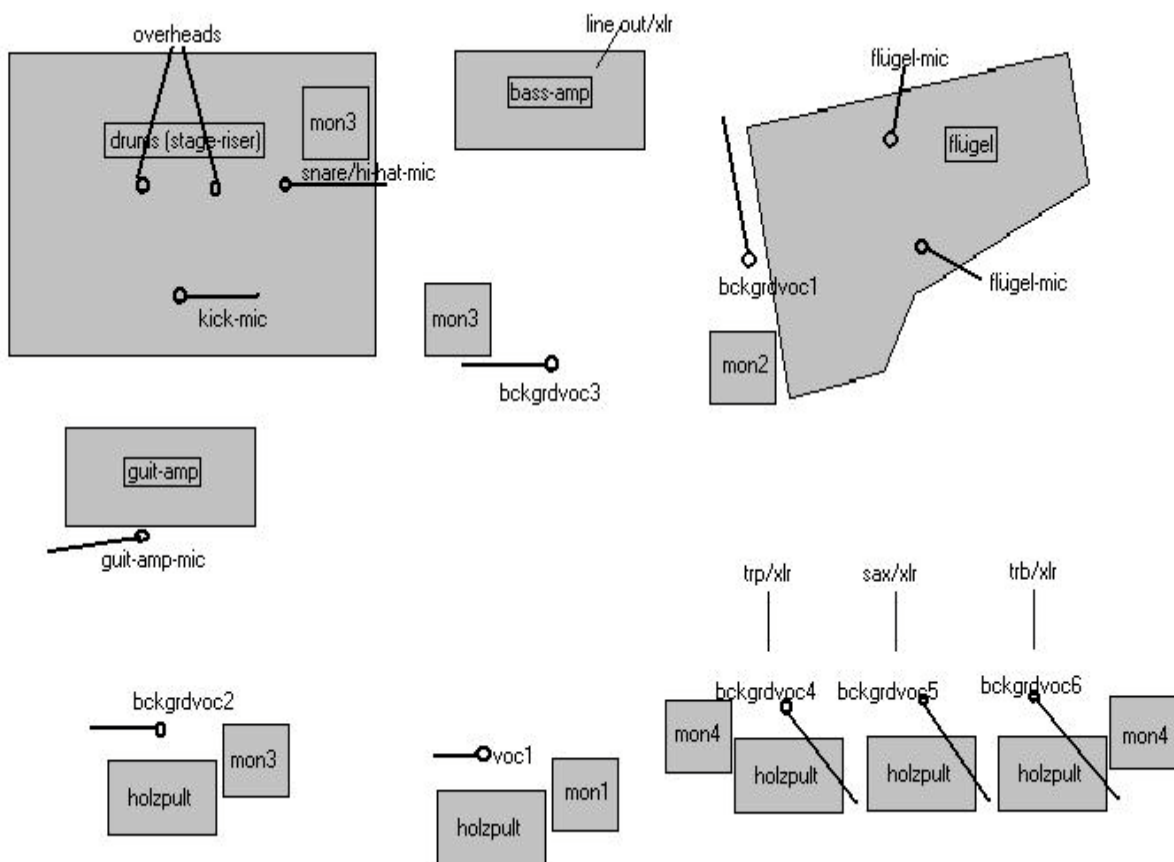 overheads
line out/xlr
flügel-mic
bass-amp
mon3
drums (stage-riser)
flügel
snare/hi-hat-mic
bckgrdvoc1
flügel-mic
kick-mic
mon3
mon2
bckgrdvoc3
guit-amp
guit-amp-mic
trp/xlr
sax/xlr
trb/xlr
bckgrdvoc2
bckgrdvoc4
bckgrdvoc5
bckgrdvoc6
mon3
voc1
mon4
mon4
holzpult
mon1
holzpult
holzpult
holzpult
holzpult